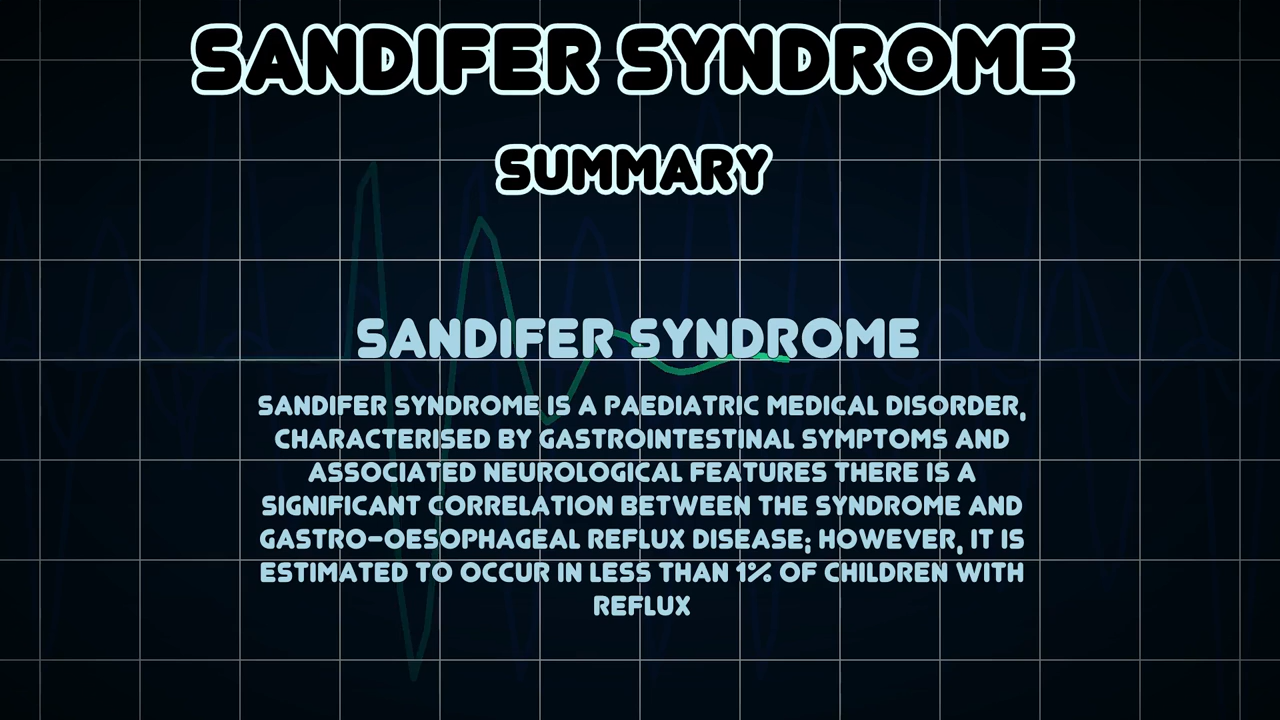 SANDIFER SYNDROME
SUMMARY
SANDIFER SYNDROME
SANDIFER SYNDROME IS A PAEDIATRIC MEDICAL DISORDER,
CHARACTERISED BY GASTROINTESTINAL SYMPTOMS AND
ASSOCIATED NEUROLOGICAL FEATURES THERE IS A
SIGNIFICANT CORRELATION BETWEEN THE SYNDROME AND
GASTRO-OESOPHAGEAL REFLUX DISEASE; HOWEVER, IT IS
ESTIMATED TO OCCUR IN LESS THAN 1% OF CHILDREN WITH
REFLUX